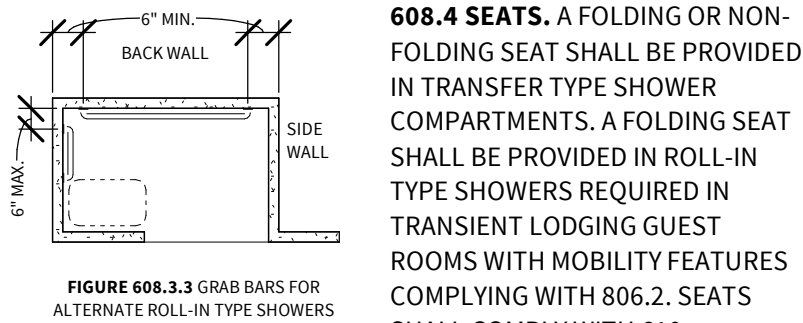 6" MIN.
BACK WALL
SIDE
WALL
6" MAX.
FIGURE 608.3.3 GRAB BARS FOR
ALTERNATE ROLL-IN TYPE SHOWERS
608.4 SEATS. A FOLDING OR NON-
FOLDING SEAT SHALL BE PROVIDED
IN TRANSFER TYPE SHOWER
COMPARTMENTS. A FOLDING SEAT
SHALL BE PROVIDED IN ROLL-IN
TYPE SHOWERS REQUIRED IN
TRANSIENT LODGING GUEST
ROOMS WITH MOBILITY FEATURES
COMPLYING WITH 806.2. SEATS